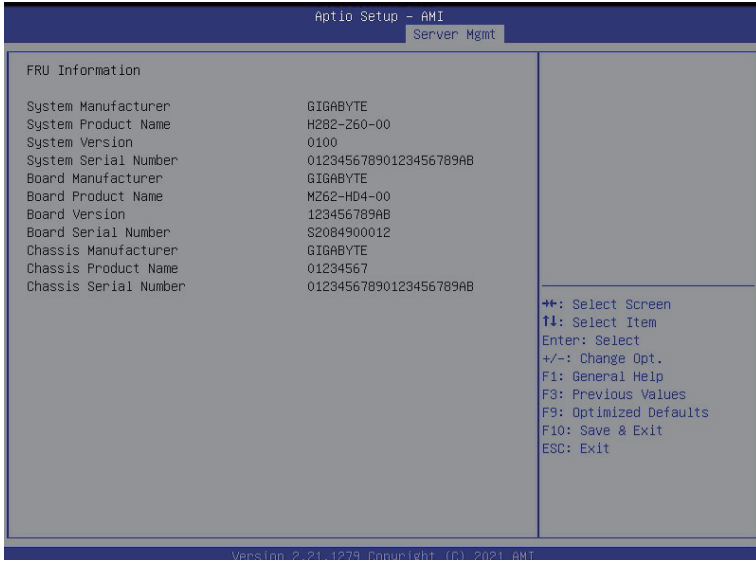 Aptio Setup – AMI
Server Mgmt
FRU Information
System Manufacturer GIGABYTE
System Product Name H282-Z60-00
System Version 0100
System Serial Number 01234567890123456789AB
Board Manufacturer GIGABYTE
Board Product Name MZ62-HD4-00
Board Version 123456789AB
Board Serial Number S2084900012
Chassis Manufacturer GIGABYTE
Chassis Product Name 01234567
Chassis Serial Number 01234567890123456789AB
→←: Select Screen
↑↓: Select Item
Enter: Select
+/-: Change Opt.
F1: General Help
F3: Previous Values
F9: Optimized Defaults
F10: Save & Exit
ESC: Exit
Version 2.21.1279 Copyright (C) 2021 AMI